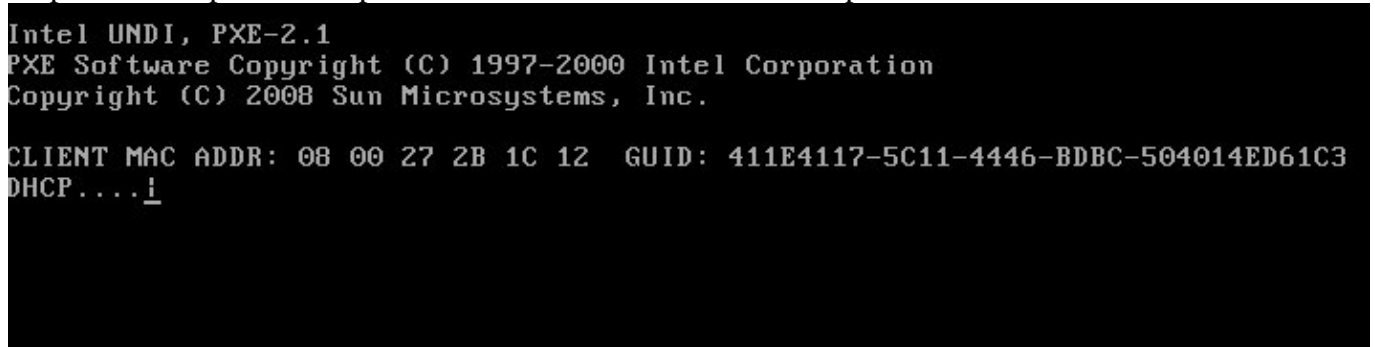 Intel UNDI, PXE-2.1
PXE Software Copyright (C) 1997-2000 Intel Corporation
Copyright (C) 2008 Sun Microsystems, Inc.
CLIENT MAC ADDR: 08 00 27 2B 1C 12 GUID: 411E4117-5C11-4446-BDBC-504014ED61C3
DHCP....¦_